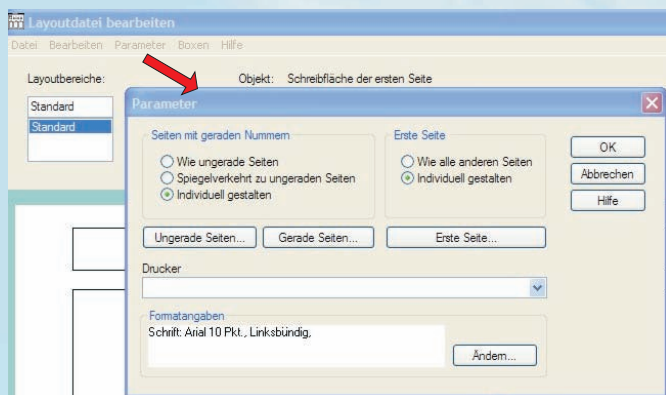 Layoutdatei bearbeiten
Datei Bearbeiten Parameter Boxen Hilfe
Layoutbereiche:
Objekt: Schreibfläche der ersten Seite
Standard
Standard
Parameter
Seiten mit geraden Nummern
Wie ungerade Seiten
Spiegelverkehrt zu ungeraden Seiten
Individuell gestalten
Erste Seite
Wie alle anderen Seiten
Individuell gestalten
OK
Abbrechen
Hilfe
Ungerade Seiten... Gerade Seiten... Erste Seite...
Drucker
Formatangaben
Schrift: Arial 10 Pkt., Linksbündig,
Ändern...